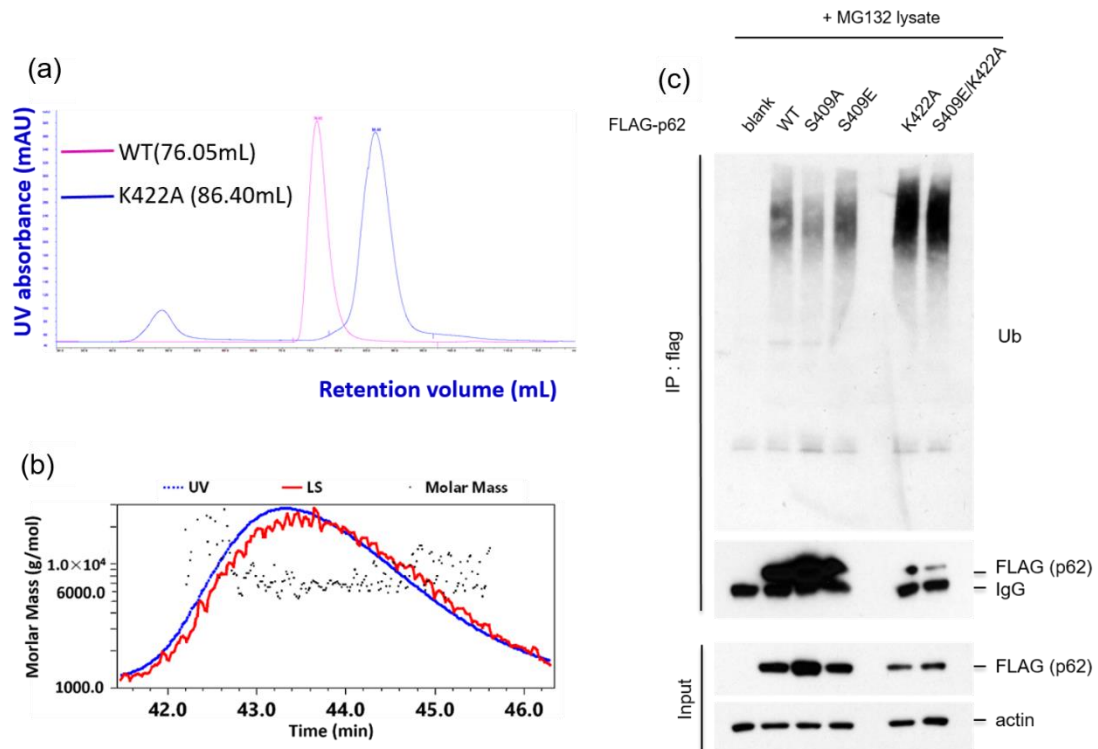 (a)
UV absorbance (mAU)
WT(76.05mL)
K422A (86.40mL)
Retention volume (mL)
(b)
UV
LS
Molar Mass
Morlar Mass (g/mol)
1.0×10⁴
6000.0
1000.0
42.0 43.0 44.0 45.0 46.0
Time (min)
(c)
+ MG132 lysate
FLAG-p62
blank
WT
S409A
S409E
K422A
S409E/K422A
IP : flag
Ub
FLAG (p62)
IgG
Input
FLAG (p62)
actin